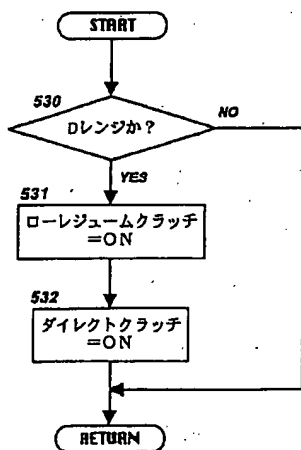 START
530
Dレンジか?
NO
YES
531
ローレジュームクラッチ
=ON
532
ダイレクトクラッチ
=ON
RETURN